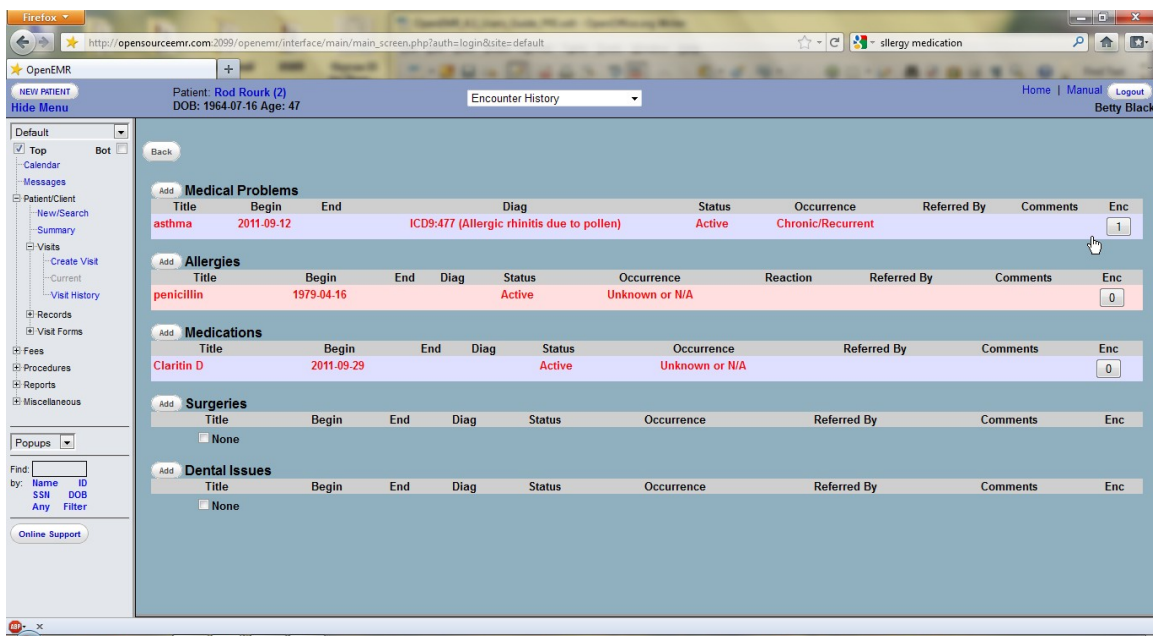 Firefox
http://opensourceemr.com:2099/openemr/interface/main/main_screen.php?auth=login&site=default
sllergy medication
OpenEMR
NEW PATIENT
Hide Menu
Patient: Rod Rourk (2)
DOB: 1964-07-16 Age: 47
Encounter History
Home | Manual Logout
Betty Black
Default
Top Bot
Calendar
Messages
Patient/Client
New/Search
Summary
Visits
Create Visit
Current
Visit History
Records
Visit Forms
Fees
Procedures
Reports
Miscellaneous
Popups
Find:
by: Name ID
SSN DOB
Any Filter
Online Support
Back
Add Medical Problems
Title Begin End Diag Status Occurrence Referred By Comments Enc
asthma 2011-09-12 ICD9:477 (Allergic rhinitis due to pollen) Active Chronic/Recurrent 1
Add Allergies
Title Begin End Diag Status Occurrence Reaction Referred By Comments Enc
penicillin 1979-04-16 Active Unknown or N/A 0
Add Medications
Title Begin End Diag Status Occurrence Referred By Comments Enc
Claritin D 2011-09-29 Active Unknown or N/A 0
Add Surgeries
Title Begin End Diag Status Occurrence Referred By Comments Enc
None
Add Dental Issues
Title Begin End Diag Status Occurrence Referred By Comments Enc
None
ABP